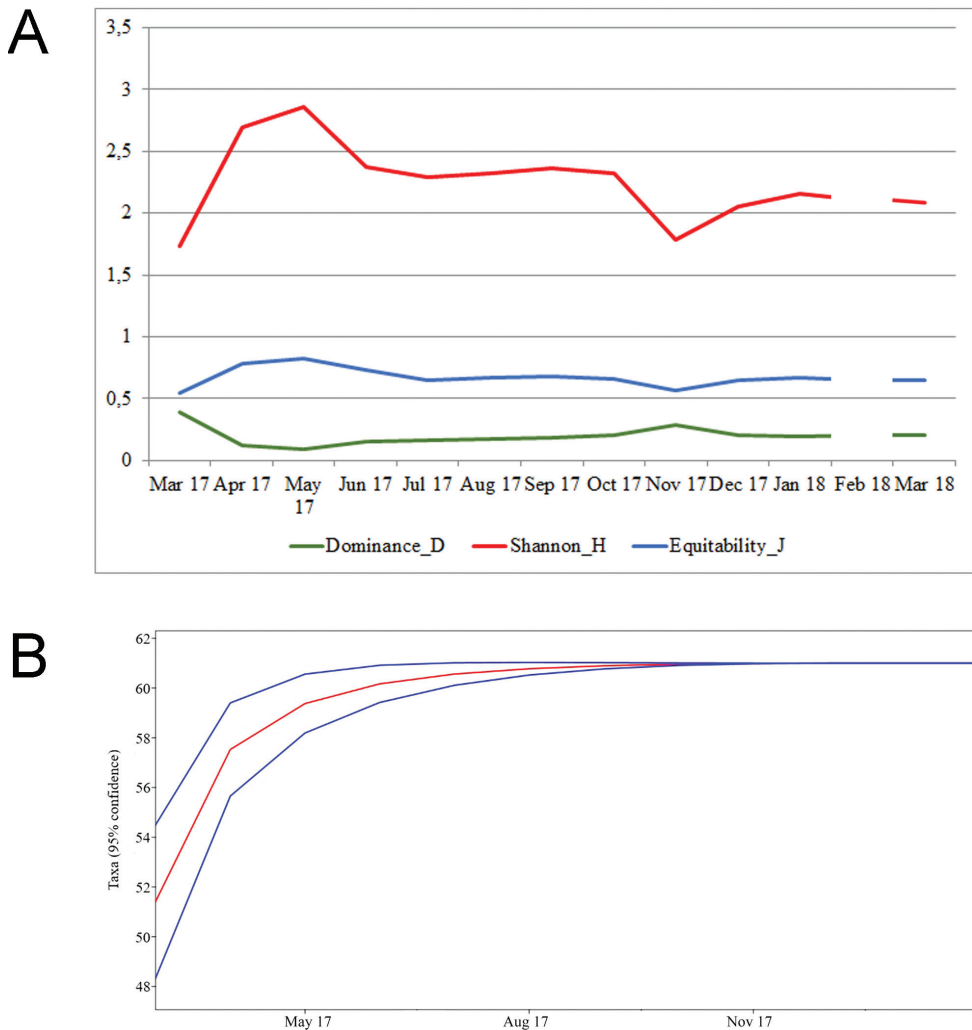 A
3,5
3
2,5
2
1,5
1
0,5
0
Mar 17 Apr 17 May 17 Jun 17 Jul 17 Aug 17 Sep 17 Oct 17 Nov 17 Dec 17 Jan 18 Feb 18 Mar 18
Dominance_D Shannon_H Equitability_J
B
Taxa (95% confidence)
62
60
58
56
54
52
50
48
May 17 Aug 17 Nov 17